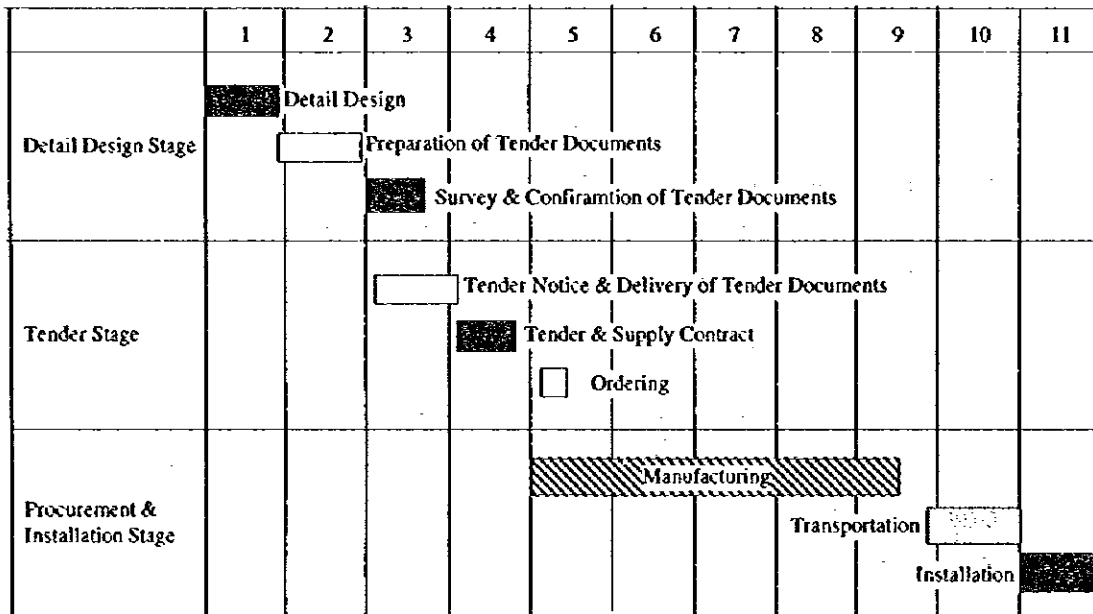 1 2 3 4 5 6 7 8 9 10 11
Detail Design
Detail Design Stage
Preparation of Tender Documents
Survey & Confiramtion of Tender Documents
Tender Notice & Delivery of Tender Documents
Tender Stage
Tender & Supply Contract
Ordering
Manufacturing
Procurement &
Installation Stage
Transportation
Installation